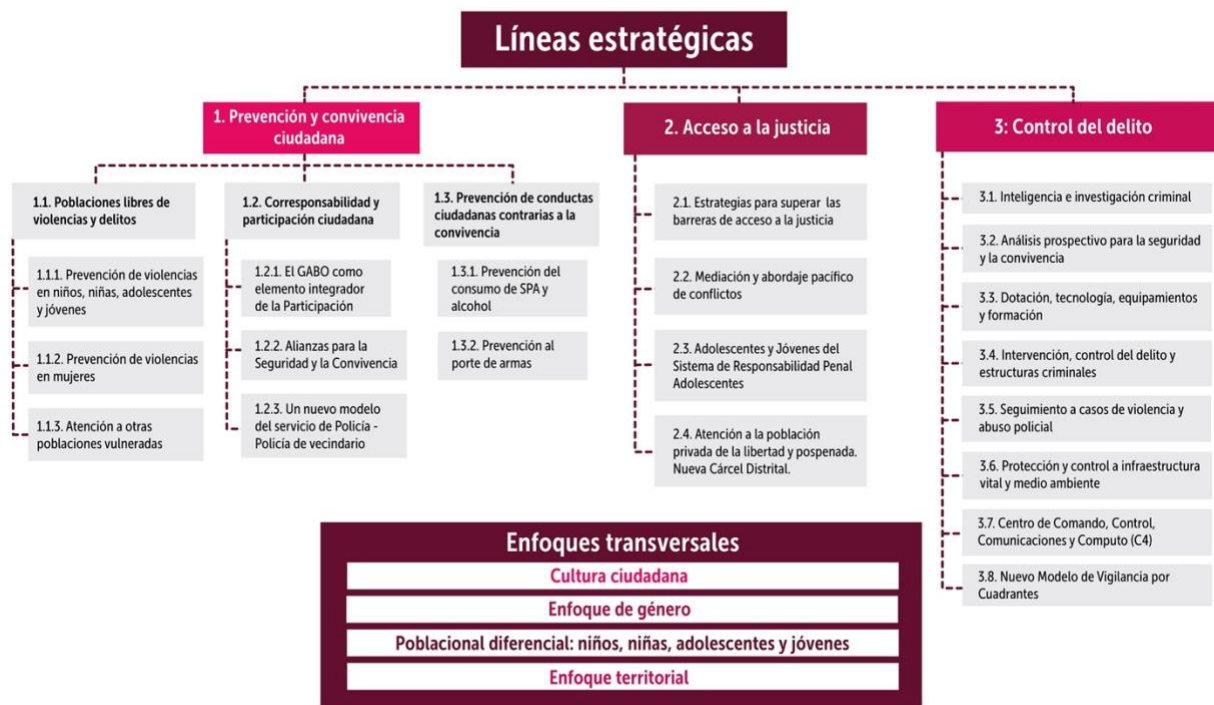 Líneas estratégicas
1. Prevención y convivencia
ciudadana
1.1. Poblaciones libres de
violencias y delitos
1.1.1. Prevención de violencias
en niños, niñas, adolescentes
y jóvenes
1.1.2. Prevención de violencias
en mujeres
1.1.3. Atención a otras
poblaciones vulneradas
1.2. Corresponsabilidad y
participación ciudadana
1.2.1. El GABO como
elemento integrador
de la Participación
1.2.2. Alianzas para la
Seguridad y la Convivencia
1.2.3. Un nuevo modelo
del servicio de Policía -
Policía de vecindario
1.3. Prevención de conductas
ciudadanas contrarias a la
convivencia
1.3.1. Prevención del
consumo de SPA y
alcohol
1.3.2. Prevención al
porte de armas
2. Acceso a la justicia
2.1. Estrategias para superar las
barreras de acceso a la justicia
2.2. Mediación y abordaje pacífico
de conflictos
2.3. Adolescentes y Jóvenes del
Sistema de Responsabilidad Penal
Adolescentes
2.4. Atención a la población
privada de la libertad y pospenada.
Nueva Cárcel Distrital.
3: Control del delito
3.1. Inteligencia e investigación criminal
3.2. Análisis prospectivo para la seguridad
y la convivencia
3.3. Dotación, tecnología, equipamientos
y formación
3.4. Intervención, control del delito y
estructuras criminales
3.5. Seguimiento a casos de violencia y
abuso policial
3.6. Protección y control a infraestructura
vital y medio ambiente
3.7. Centro de Comando, Control,
Comunicaciones y Computo (C4)
3.8. Nuevo Modelo de Vigilancia por
Cuadrantes
Enfoques transversales
Cultura ciudadana
Enfoque de género
Poblacional diferencial: niños, niñas, adolescentes y jóvenes
Enfoque territorial